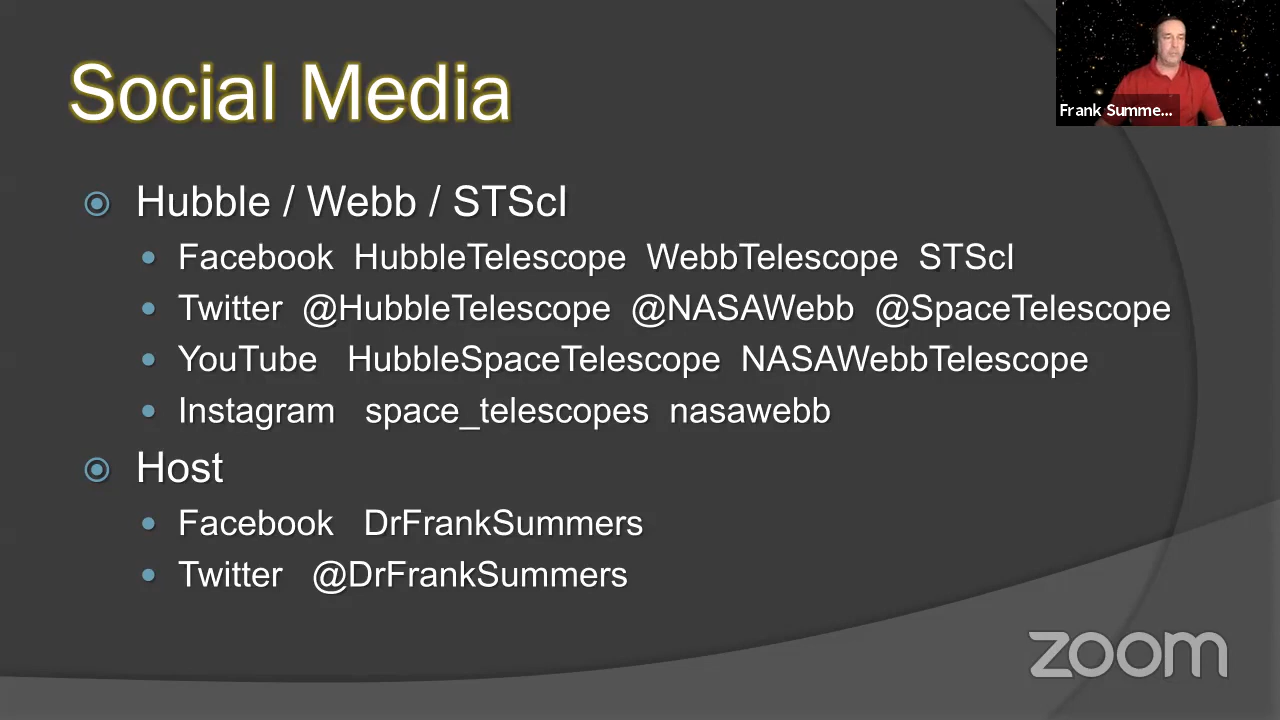 Social Media
Frank Summe...
Hubble / Webb / STScI
Facebook HubbleTelescope WebbTelescope STScI
Twitter @HubbleTelescope @NASAWebb @SpaceTelescope
YouTube HubbleSpaceTelescope NASAWebbTelescope
Instagram space_telescopes nasawebb
Host
Facebook DrFrankSummers
Twitter @DrFrankSummers
zoom